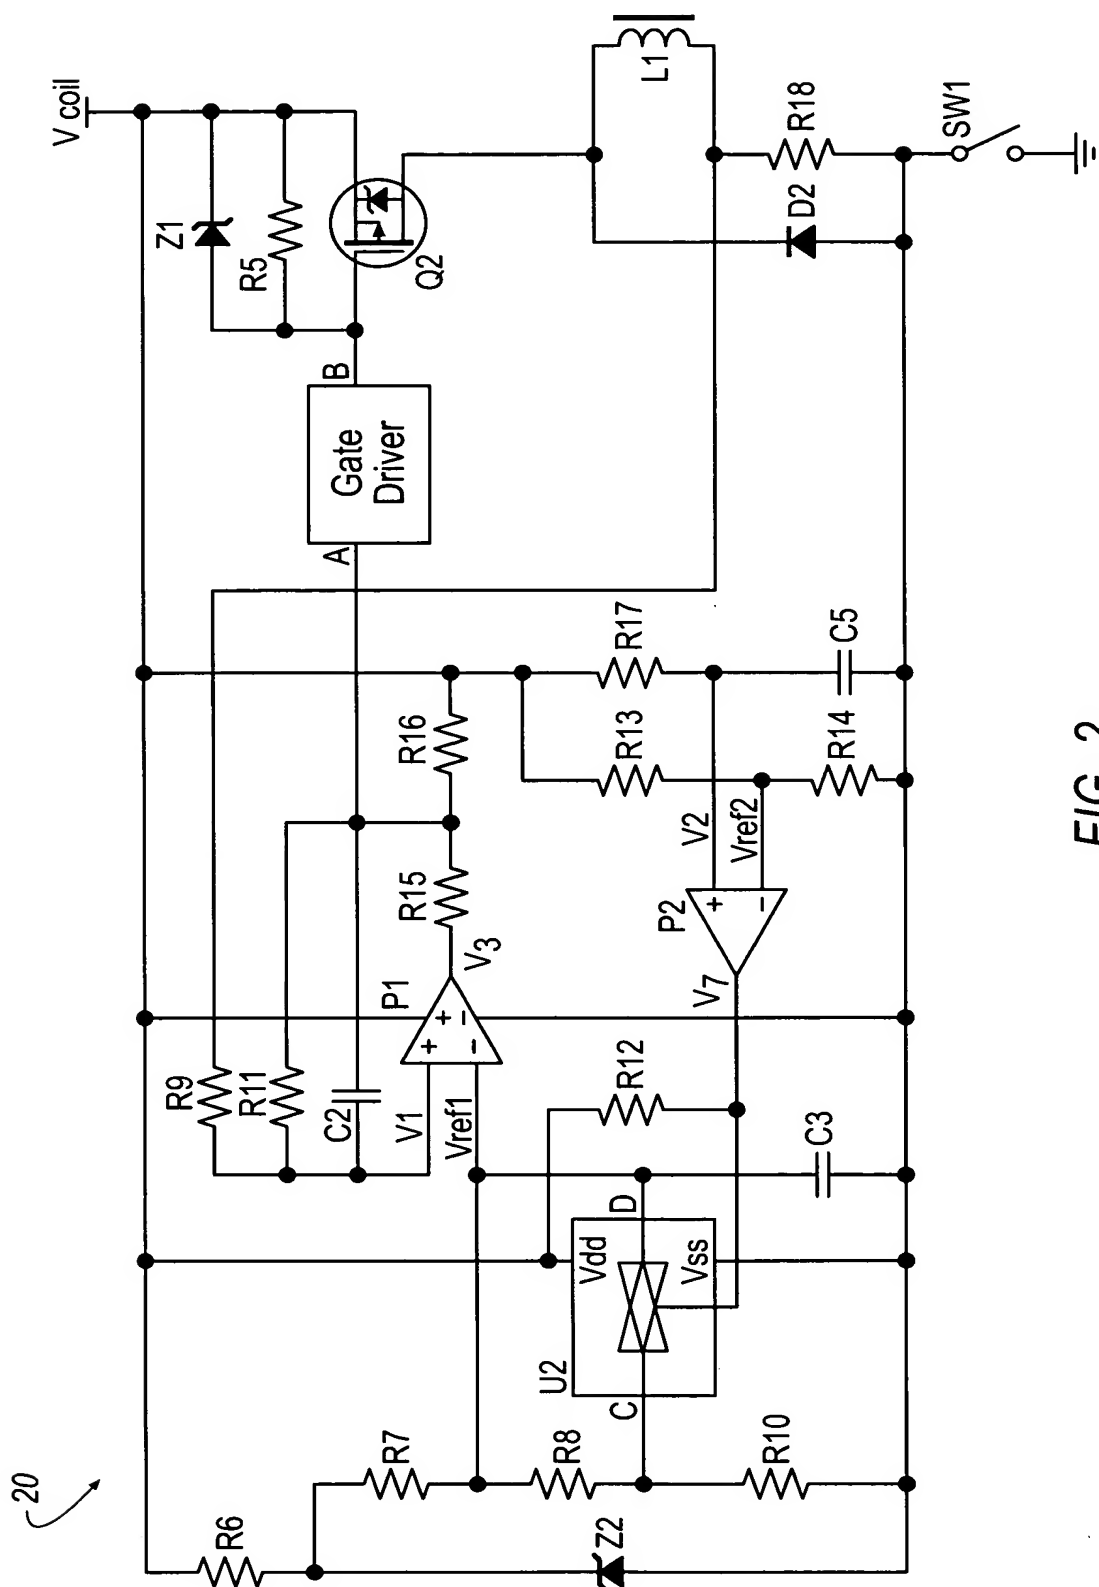 20
R6
R7
R8
R10
Z2
U2
C
D
Vdd
Vss
R9
R11
C2
V1
Vref1
P1
+
+
−
−
V3
R12
C3
V7
P2
+
−
V2
Vref2
R15
R16
R13
R14
R17
C5
A
Gate
Driver
B
Z1
R5
Q2
V coil
L1
R18
D2
SW1
FIG. 2